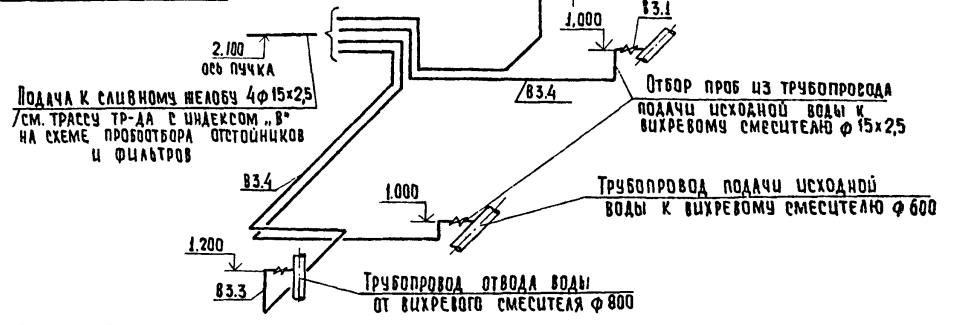 В3.1
1,000
2.100
ось пучка
Подача к сливному желобу 4ф15х2,5
/см. трассу тр-да с индексом „В"
на схеме пробоотбора отстойников
и фильтров
В3.4
Отбор проб из трубопровода
подачи исходной воды к
вихревому смесителю ф 15х2,5
В3.4
1.000
Трубопровод подачи исходной
воды к вихревому смесителю ф 600
1.200
В3.3
Трубопровод отвода воды
от вихревого смесителя ф 800